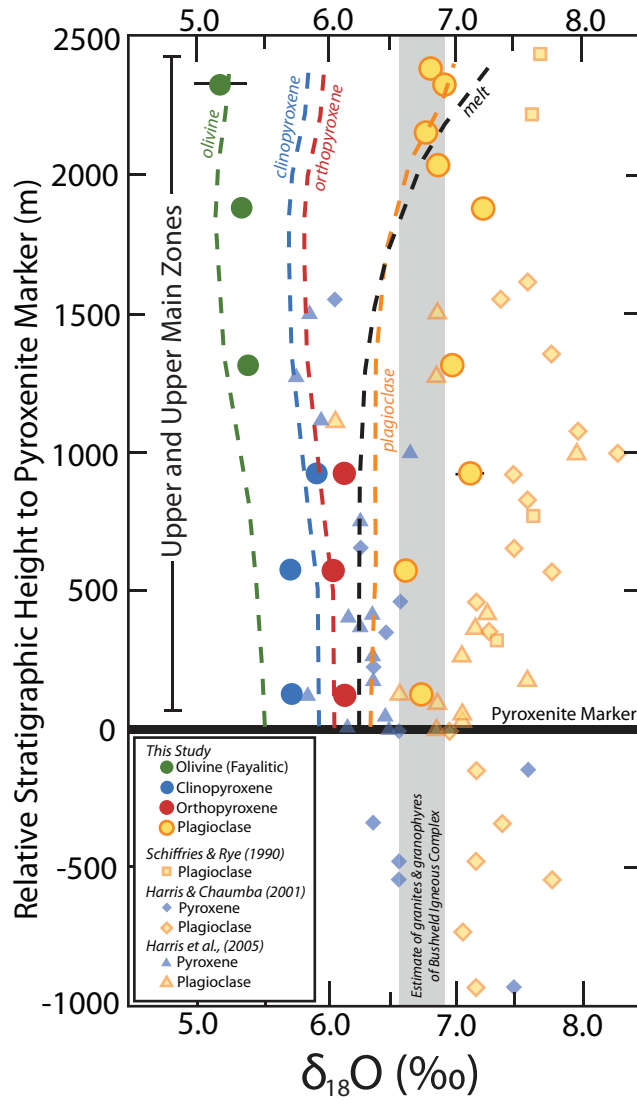 5.0 6.0 7.0 8.0
Relative Stratigraphic Height to Pyroxenite Marker (m)
2500
2000
1500
1000
500
0
-500
-1000
Upper and Upper Main Zones
olivine
clinopyroxene
orthopyroxene
melt
plagioclase
Pyroxenite Marker
This Study
Olivine (Fayalitic)
Clinopyroxene
Orthopyroxene
Plagioclase
Schiffries & Rye (1990)
Plagioclase
Harris & Chaumba (2001)
Pyroxene
Plagioclase
Harris et al., (2005)
Pyroxene
Plagioclase
Estimate of granites & granophyres
of Bushveld Igneous Complex
5.0 6.0 7.0 8.0
δ18O (‰)